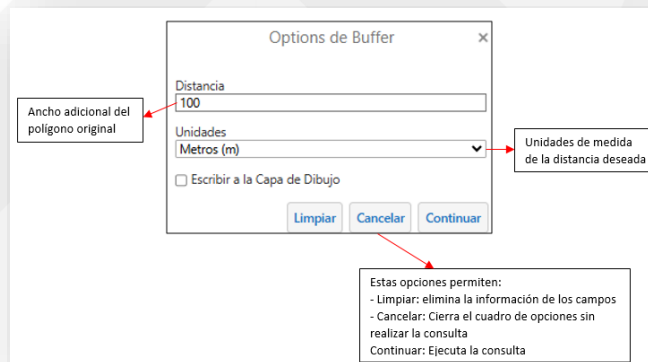 Options de Buffer ×
Distancia
100
Ancho adicional del
polígono original
Unidades
Metros (m)
Unidades de medida
de la distancia deseada
Escribir a la Capa de Dibujo
Limpiar Cancelar Continuar
Estas opciones permiten:
- Limpiar: elimina la información de los campos
- Cancelar: Cierra el cuadro de opciones sin
realizar la consulta
Continuar: Ejecuta la consulta